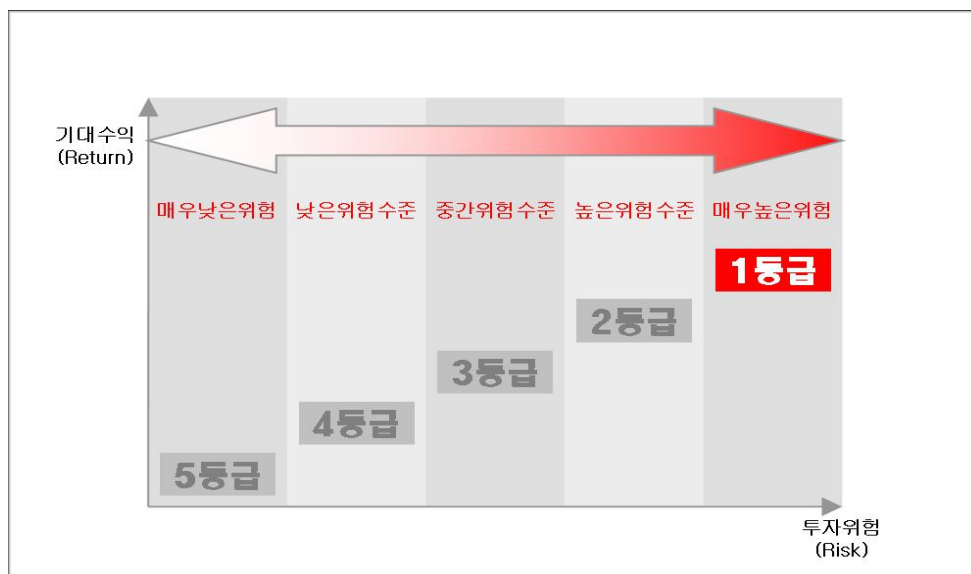 기대수익
(Return)
매우낮은위험 낮은위험수준 중간위험수준 높은위험수준 매우높은위험
1등급
2등급
3등급
4등급
5등급
투자위험
(Risk)